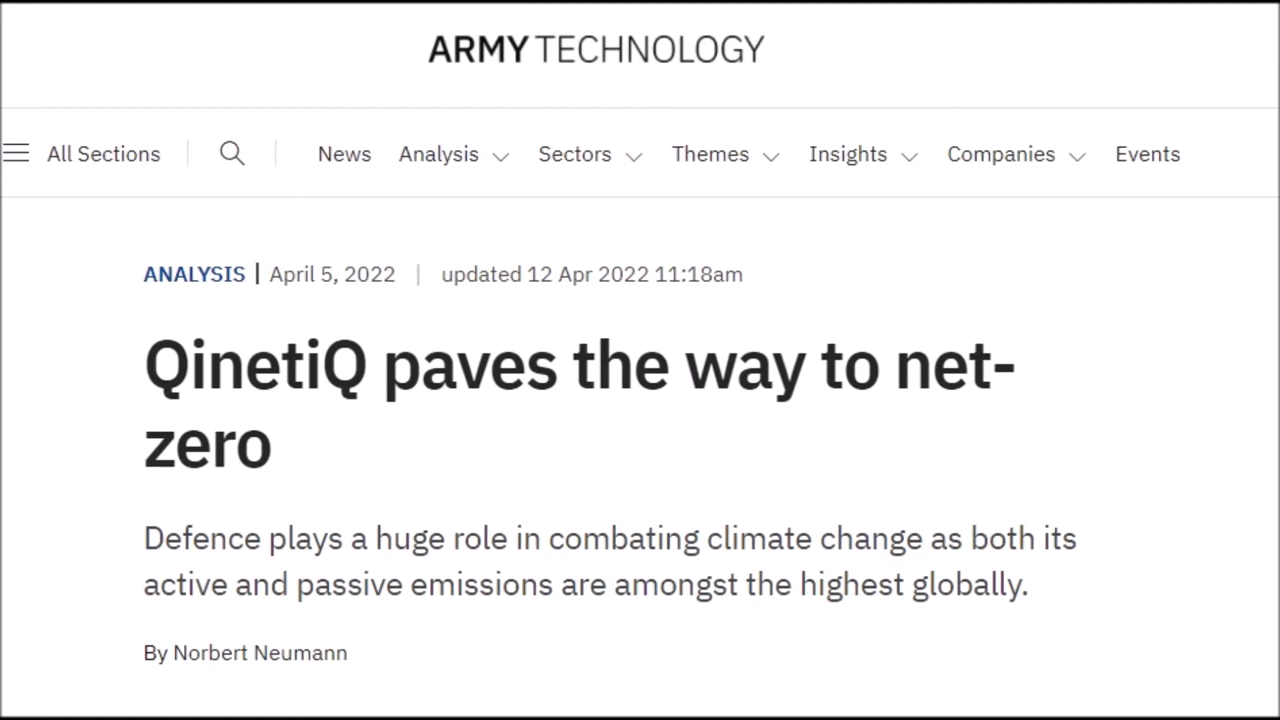 ARMY TECHNOLOGY
All Sections News Analysis Sectors Themes Insights Companies Events
ANALYSIS | April 5, 2022 | updated 12 Apr 2022 11:18am
QinetiQ paves the way to net-
zero
Defence plays a huge role in combating climate change as both its
active and passive emissions are amongst the highest globally.
By Norbert Neumann